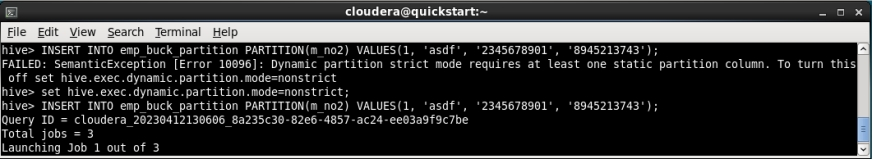 cloudera@quickstart:~
File Edit View Search Terminal Help
hive> INSERT INTO emp_buck_partition PARTITION(m_no2) VALUES(1, 'asdf', '2345678901', '8945213743');
FAILED: SemanticException [Error 10096]: Dynamic partition strict mode requires at least one static partition column. To turn this
 off set hive.exec.dynamic.partition.mode=nonstrict
hive> set hive.exec.dynamic.partition.mode=nonstrict;
hive> INSERT INTO emp_buck_partition PARTITION(m_no2) VALUES(1, 'asdf', '2345678901', '8945213743');
Query ID = cloudera_20230412130606_8a235c30-82e6-4857-ac24-ee03a9f9c7be
Total jobs = 3
Launching Job 1 out of 3